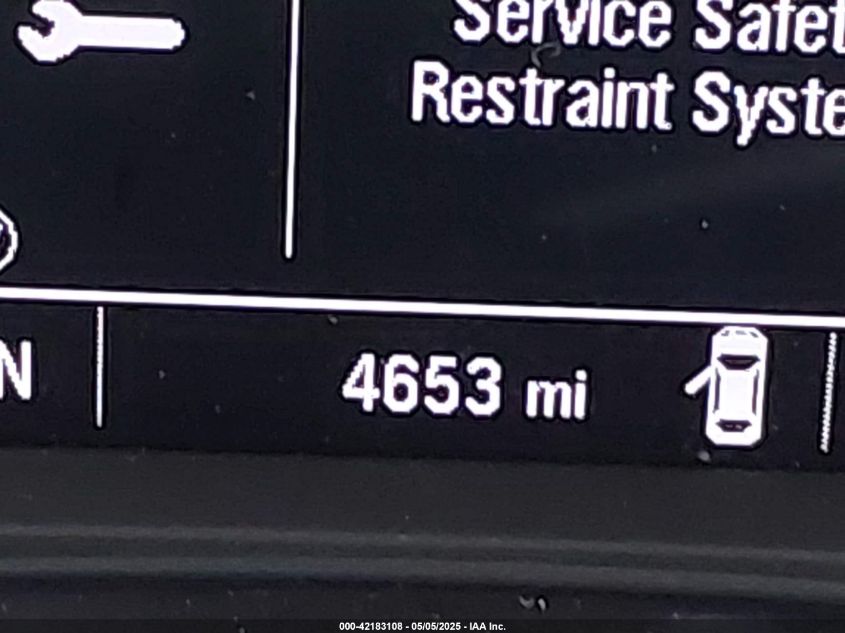 Service Safet
Restraint Syste
N
4653 mi
000-42183108 - 05/05/2025 - IAA Inc.